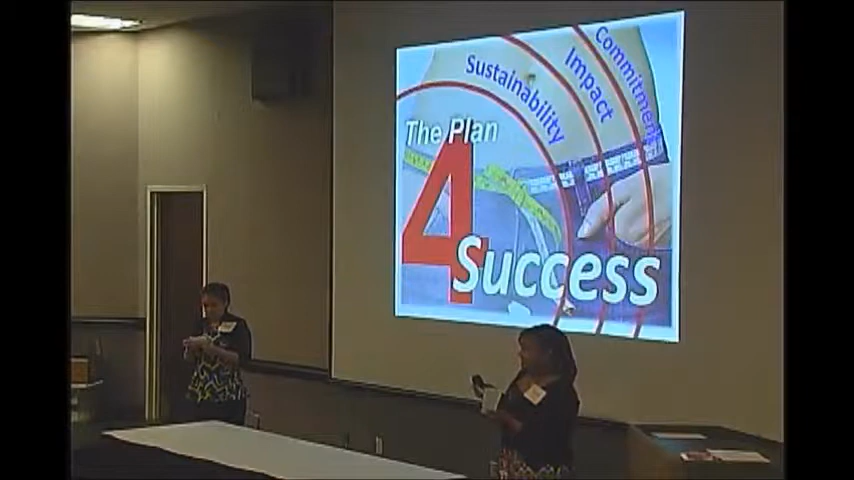 Sustainability
Impact
Commitment
The Plan
4
Success